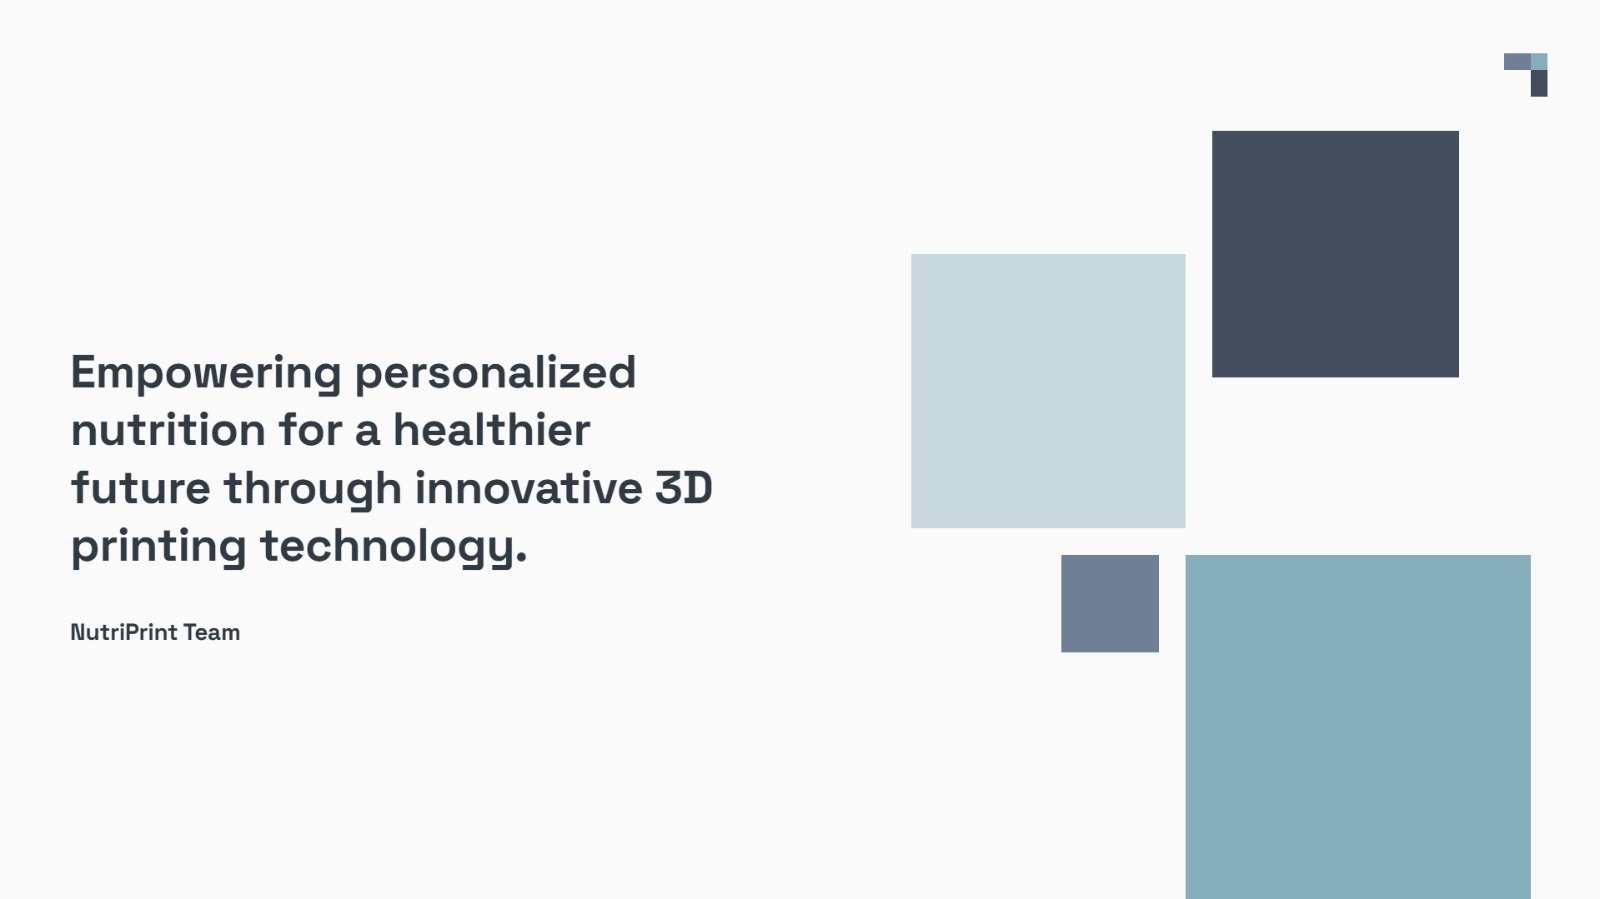 Empowering personalized
nutrition for a healthier
future through innovative 3D
printing technology.
NutriPrint Team